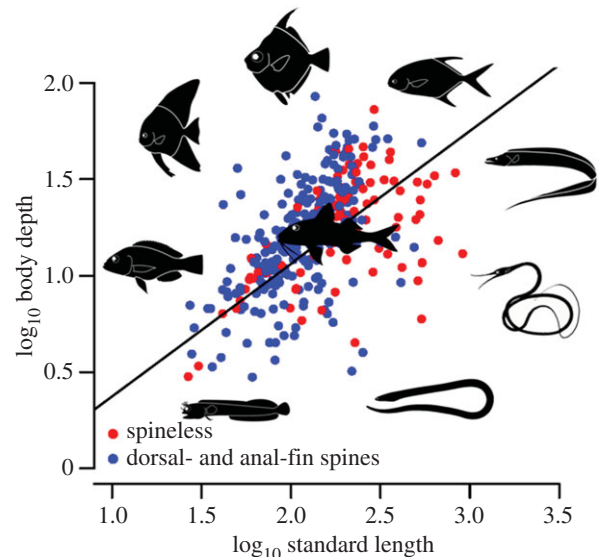 2.0
1.5
1.0
0.5
0
log10 body depth
spineless
dorsal- and anal-fin spines
1.0 1.5 2.0 2.5 3.0 3.5
log10 standard length